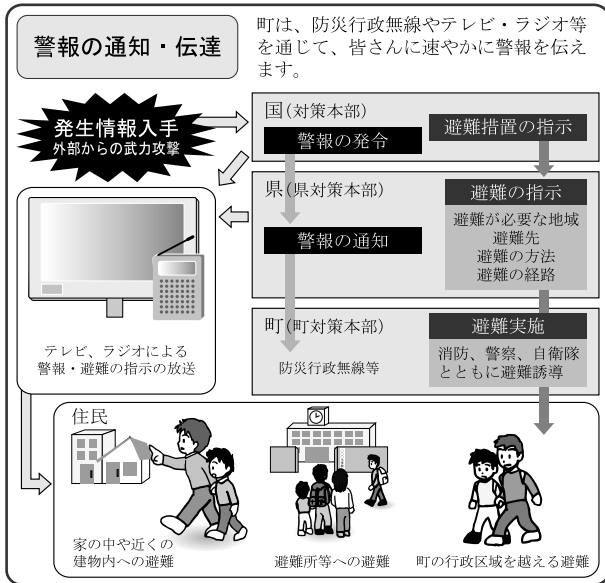 警報の通知・伝達
町は、防災行政無線やテレビ・ラジオ等
を通じて、皆さんに速やかに警報を伝え
ます。
発生情報入手
外部からの武力攻撃
国(対策本部)
警報の発令
避難措置の指示
県(県対策本部)
警報の通知
避難の指示
避難が必要な地域
避難先
避難の方法
避難の経路
町(町対策本部)
防災行政無線等
避難実施
消防、警察、自衛隊
とともに避難誘導
テレビ、ラジオによる
警報・避難の指示の放送
住民
家の中や近くの
建物内への避難
避難所等への避難
町の行政区域を越える避難